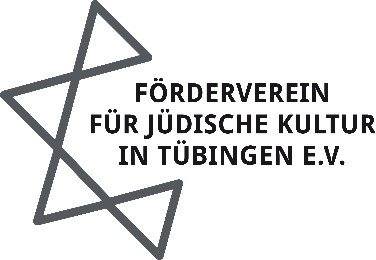 FÖRDERVEREIN
FÜR JÜDISCHE KULTUR
IN TÜBINGEN E.V.